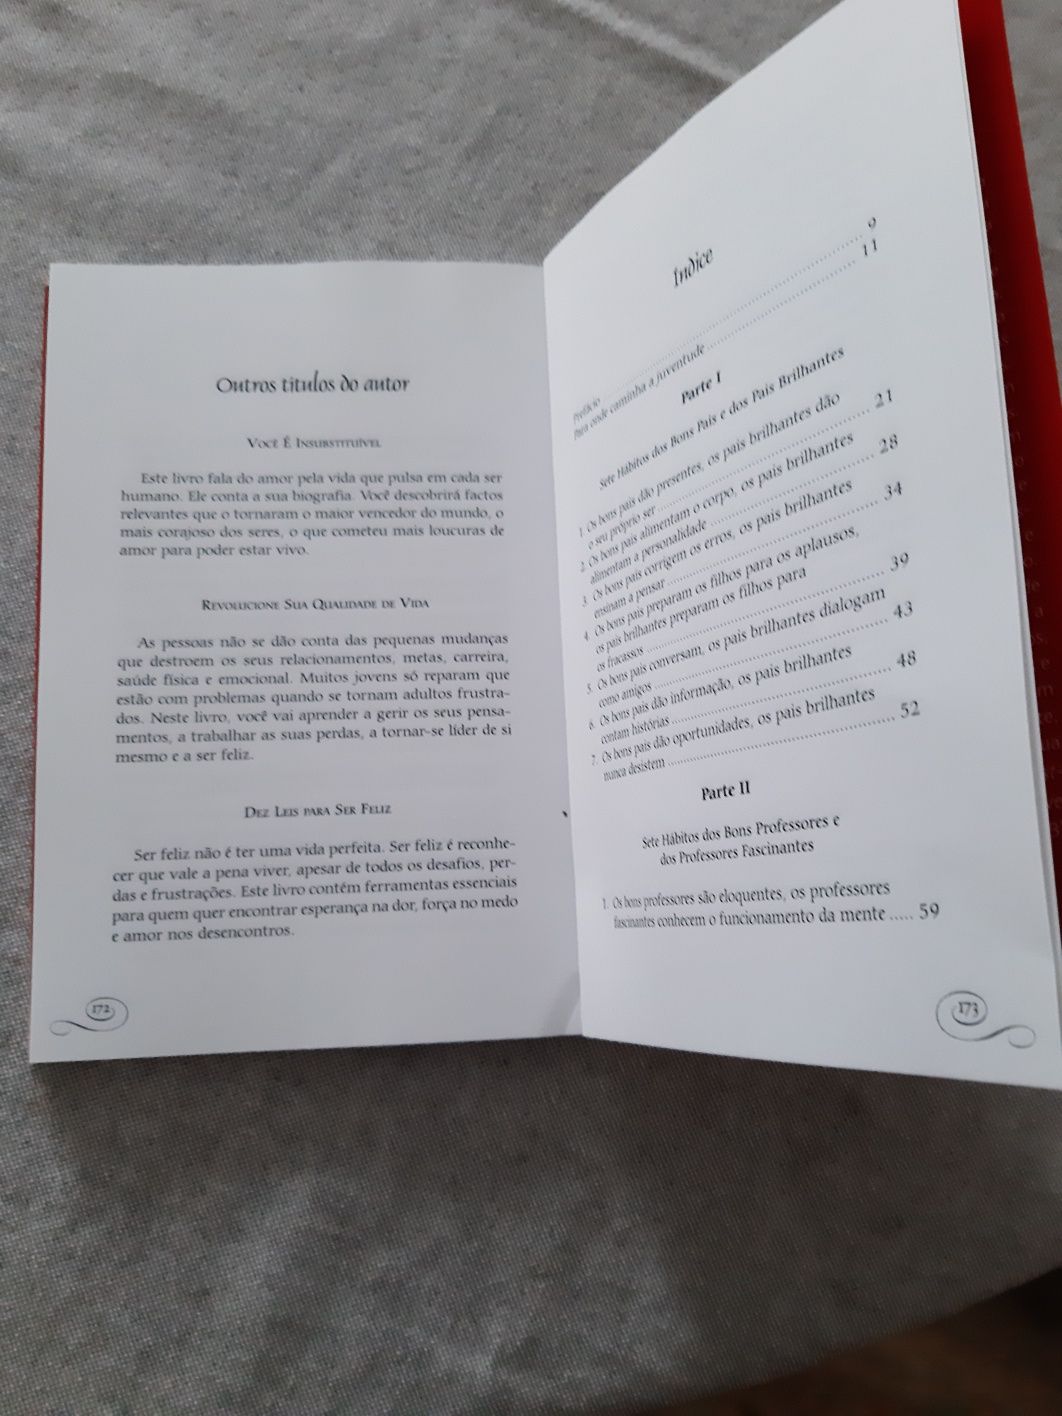 Outros títulos do autor
Você É Insubstituível
Este livro fala do amor pela vida que pulsa em cada ser
humano. Ele conta a sua biografia. Você descobrirá factos
relevantes que o tornaram o maior vencedor do mundo, o
mais corajoso dos seres, o que cometeu mais loucuras de
amor para poder estar vivo.
Revolucione Sua Qualidade de Vida
As pessoas não se dão conta das pequenas mudanças
que destroem os seus relacionamentos, metas, carreira,
saúde física e emocional. Muitos jovens só reparam que
estão com problemas quando se tornam adultos frustra-
dos. Neste livro, você vai aprender a gerir os seus pensa-
mentos, a trabalhar as suas perdas, a tornar-se líder de si
mesmo e a ser feliz.
Dez Leis para Ser Feliz
Ser feliz não é ter uma vida perfeita. Ser feliz é reconhe-
cer que vale a pena viver, apesar de todos os desafios, per-
das e frustrações. Este livro contém ferramentas essenciais
para quem quer encontrar esperança na dor, força no medo
e amor nos desencontros.
172
Índice
Prefácio ........ 9
Para onde caminha a juventude ........ 11
Parte I
Sete Hábitos dos Bons Pais e dos Pais Brilhantes
1. Os bons pais dão presentes, os pais brilhantes dão
o seu próprio ser ........ 21
2. Os bons pais alimentam o corpo, os pais brilhantes
alimentam a personalidade ........ 28
3. Os bons pais corrigem os erros, os pais brilhantes
ensinam a pensar ........ 34
4. Os bons pais preparam os filhos para os aplausos,
os pais brilhantes preparam os filhos para
os fracassos ........ 39
5. Os bons pais conversam, os pais brilhantes dialogam
como amigos ........ 43
6. Os bons pais dão informação, os pais brilhantes
contam histórias ........ 48
7. Os bons pais dão oportunidades, os pais brilhantes
nunca desistem ........ 52
Parte II
Sete Hábitos dos Bons Professores e
dos Professores Fascinantes
1. Os bons professores são eloquentes, os professores
fascinantes conhecem o funcionamento da mente ..... 59
173